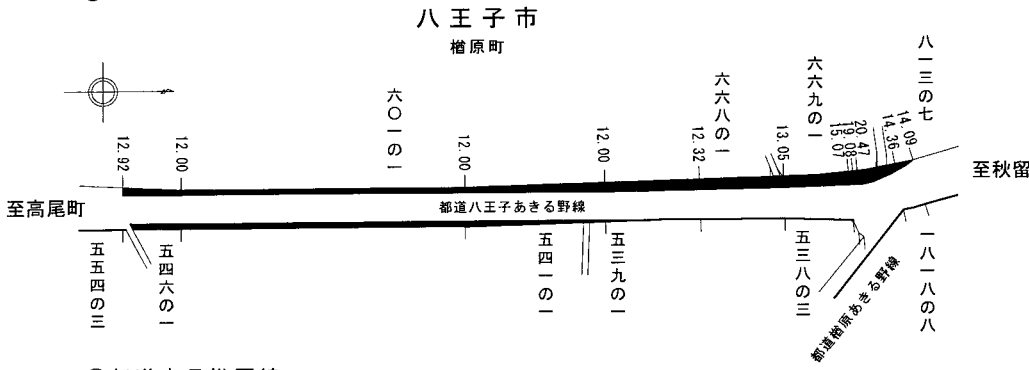 八王子市
楢原町
八一三の七
六六九の一
六六八の一
六〇一の一
12.92
12.00
12.00
12.00
12.32
13.05
15.07
19.08
20.47
14.36
14.09
至秋留
至高尾町
都道八王子あきる野線
五五四の三
五四六の一
五四一の一
五三九の一
五三八の三
一八一八の八
都道楢原あきる野線